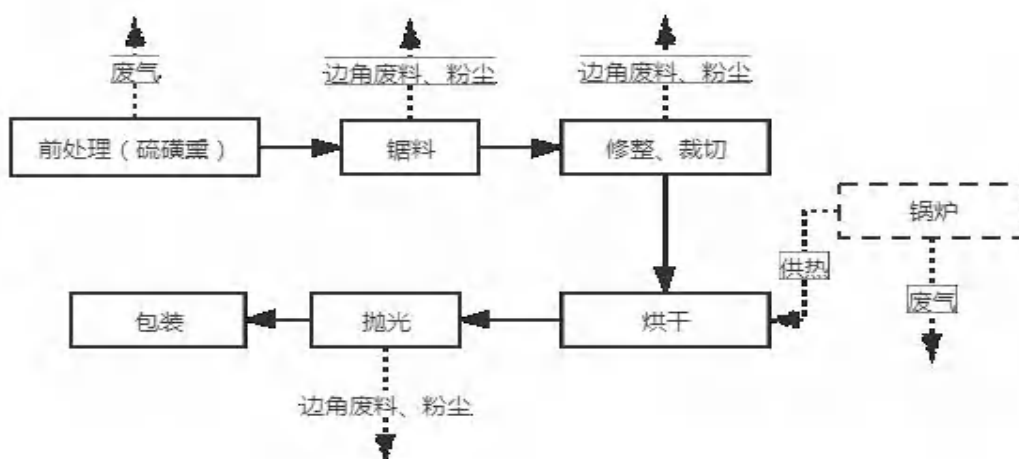 废气
边角废料、粉尘
边角废料、粉尘
前处理（硫磺熏）
锯料
修整、裁切
锅炉
供热
废气
包装
抛光
烘干
边角废料、粉尘